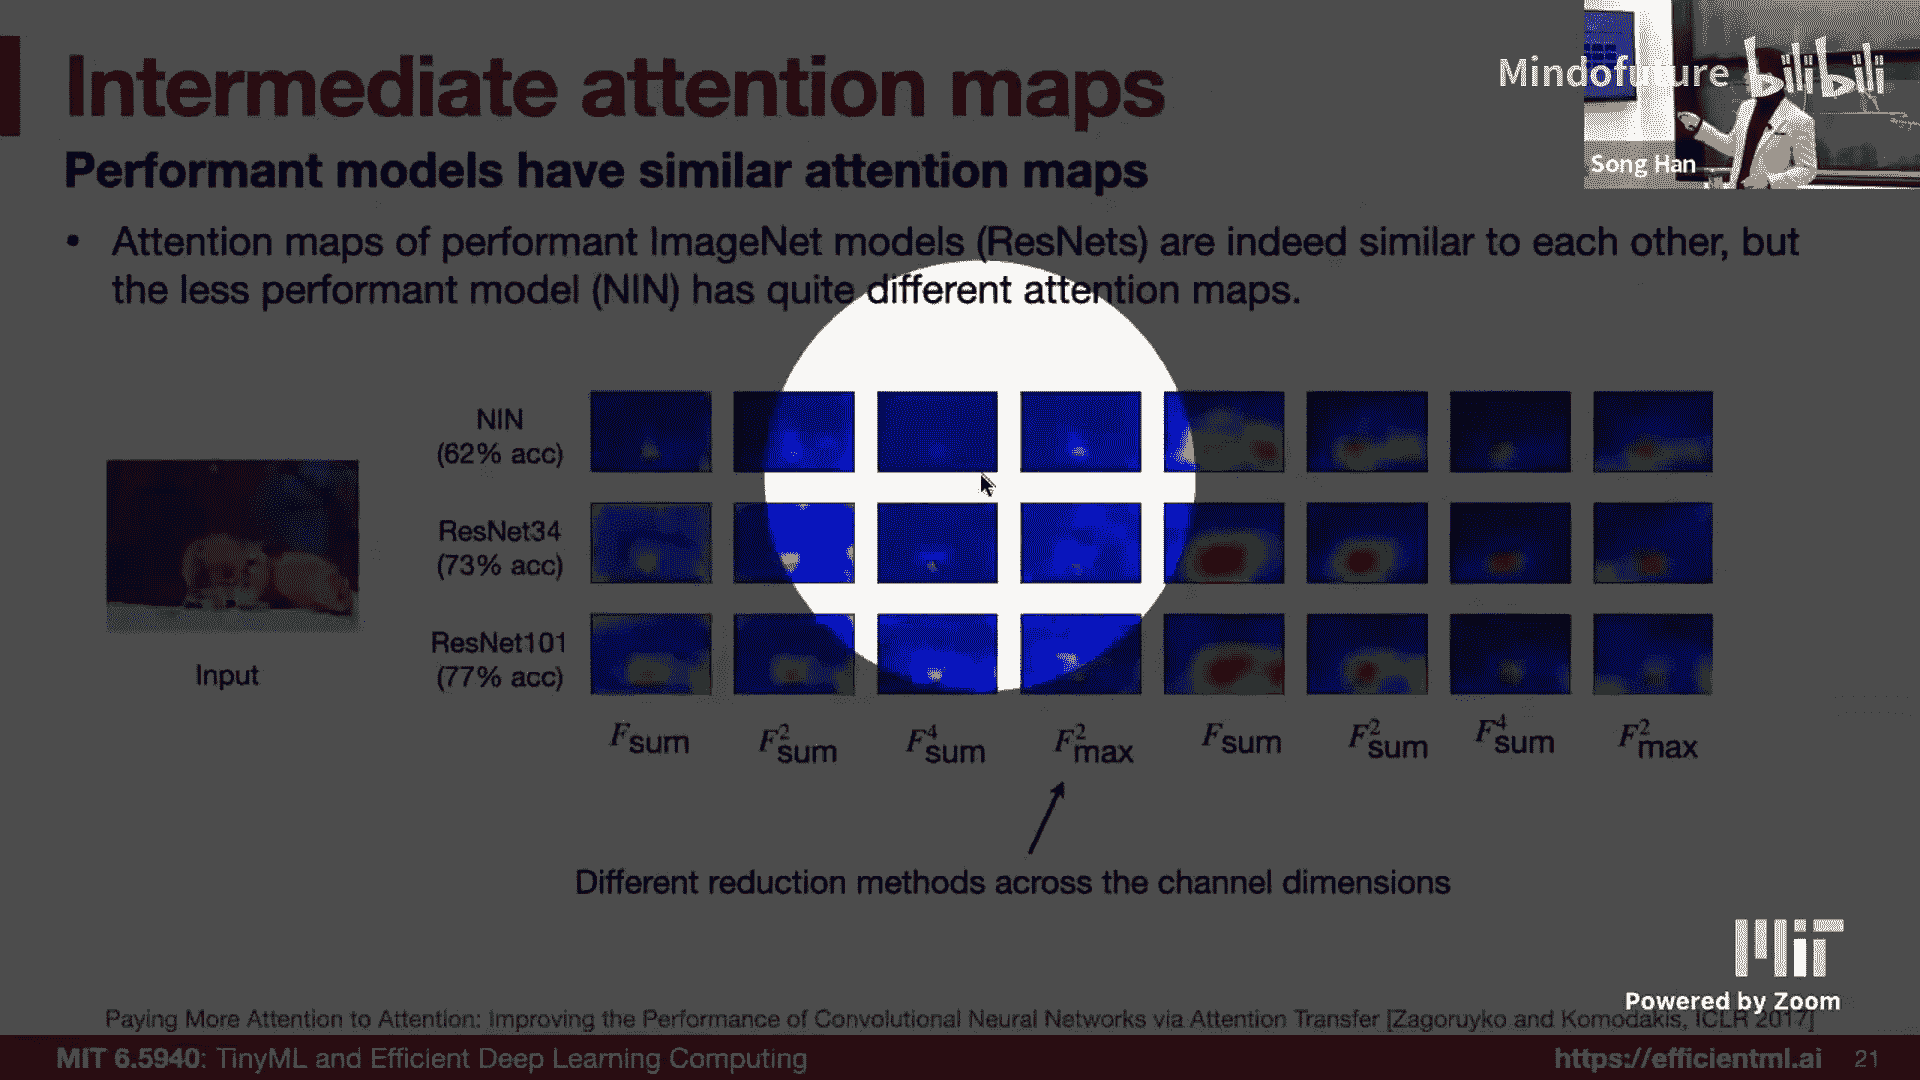 Intermediate attention maps
Mindofuture bilibili
Song Han
Performant models have similar attention maps
• Attention maps of performant ImageNet models (ResNets) are indeed similar to each other, but
the less performant model (NIN) has quite different attention maps.
NIN
(62% acc)
ResNet34
(73% acc)
ResNet101
(77% acc)
Input
F sum F²sum F⁴sum F²max F sum F²sum F⁴sum F²max
Different reduction methods across the channel dimensions
MIT
Powered by Zoom
Paying More Attention to Attention: Improving the Performance of Convolutional Neural Networks via Attention Transfer [Zagoruyko and Komodakis, ICLR 2017]
MIT 6.5940: TinyML and Efficient Deep Learning Computing
https://efficientml.ai 21